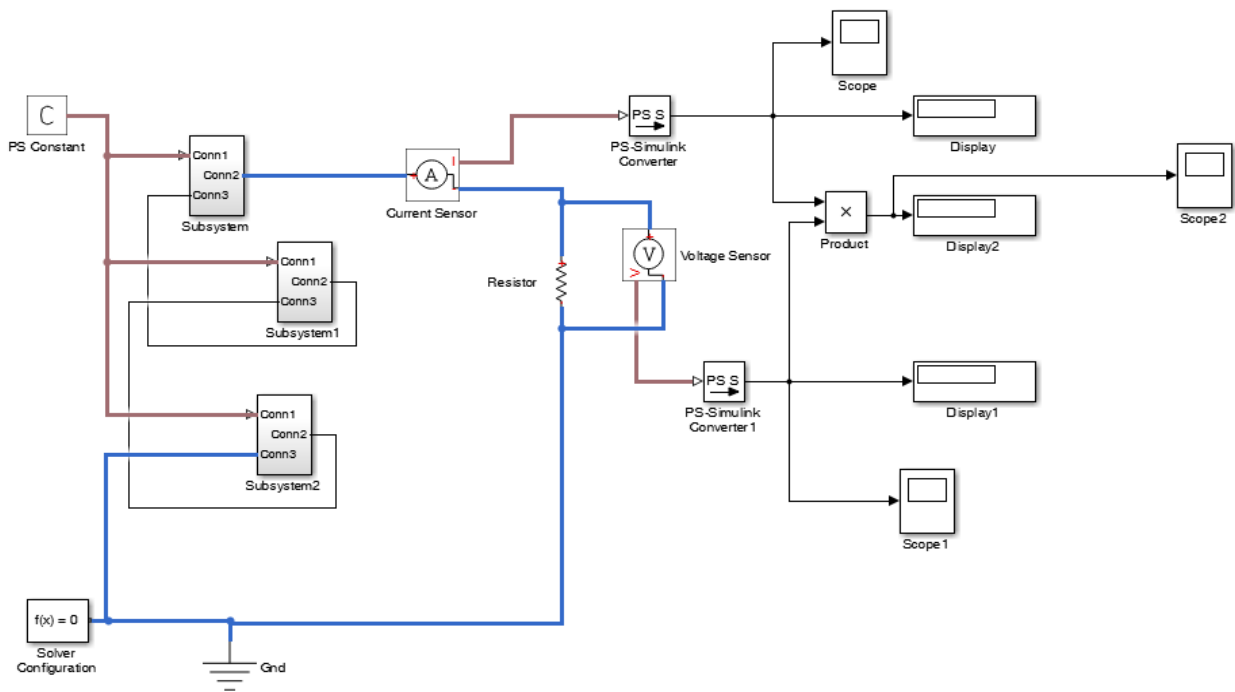 Scope
C
PS Constant
PS S
PS-Simulink
Converter
Display
Conn1
Conn2
Conn3
Subsystem
A
I
Current Sensor
×
Product
Display2
Scope2
Conn1
Conn2
Conn3
Subsystem1
Resistor
V
V
Voltage Sensor
PS S
PS-Simulink
Converter1
Display1
Conn1
Conn2
Conn3
Subsystem2
Scope1
f(x) = 0
Solver
Configuration
Gnd